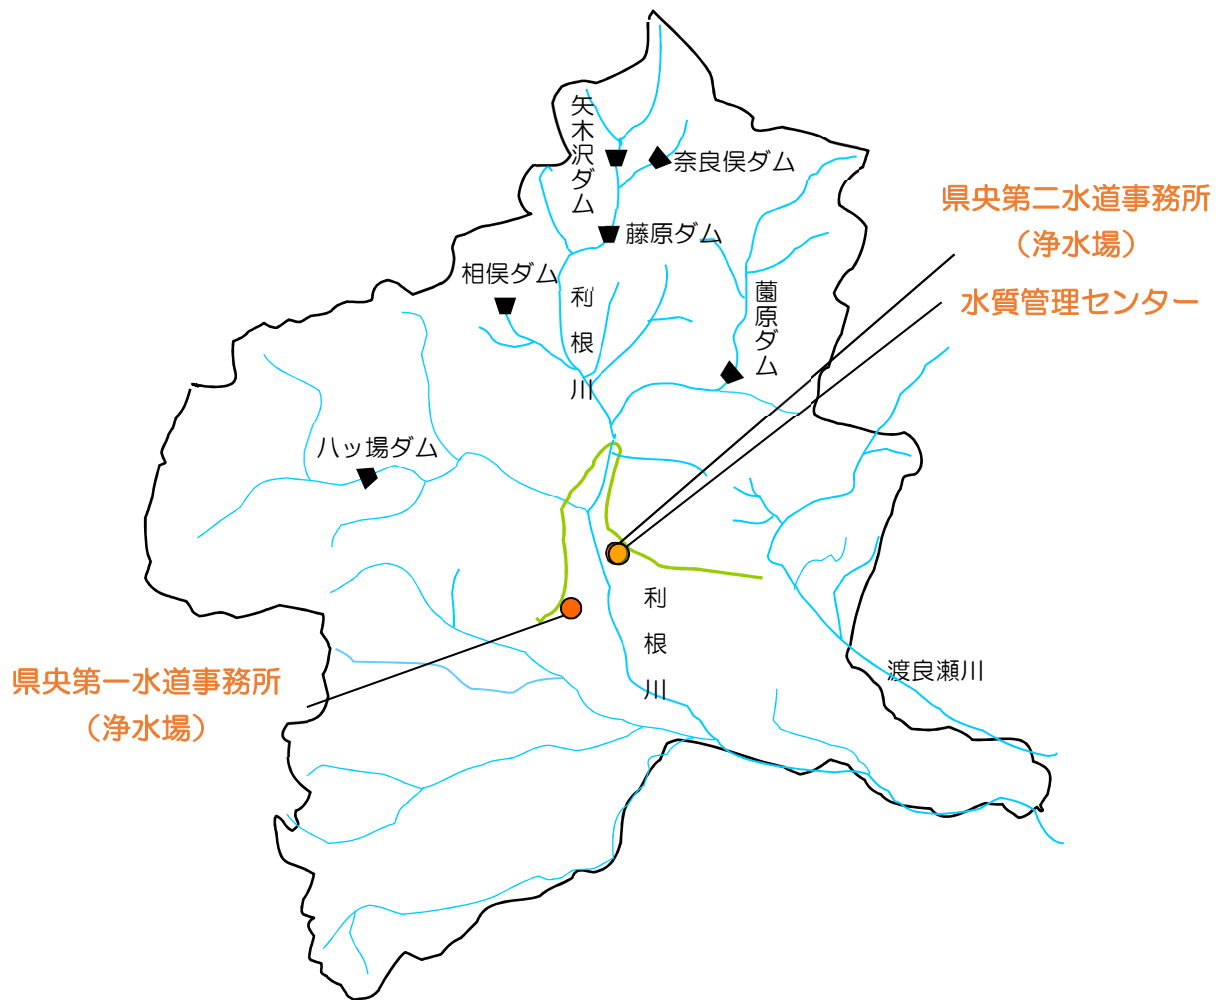 矢木沢ダム
奈良俣ダム
県央第二水道事務所
（浄水場）
藤原ダム
相俣ダム
利根川
薗原ダム
水質管理センター
八ッ場ダム
利根川
渡良瀬川
県央第一水道事務所
（浄水場）